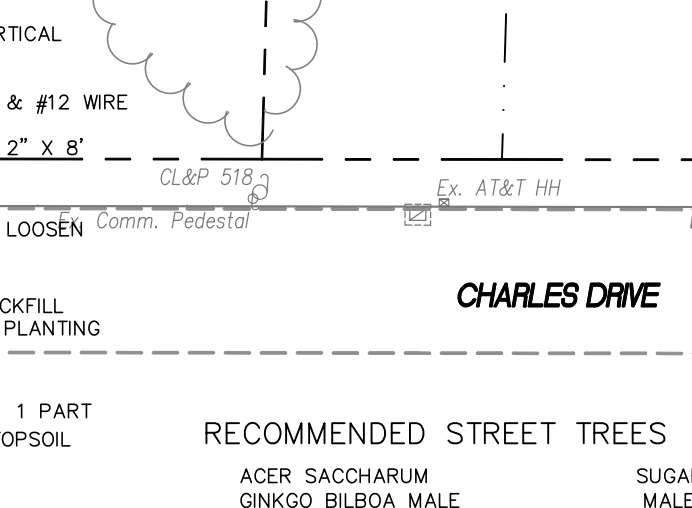 RTICAL
& #12 WIRE
2" X 8'
CL&P 518
Ex. AT&T HH
Ex. Comm. Pedestal
LOOSEN
CHARLES DRIVE
CKFILL
PLANTING
1 PART
OPSOIL
RECOMMENDED STREET TREES
ACER SACCHARUM SUGA
GINKGO BILBOA MALE MALE